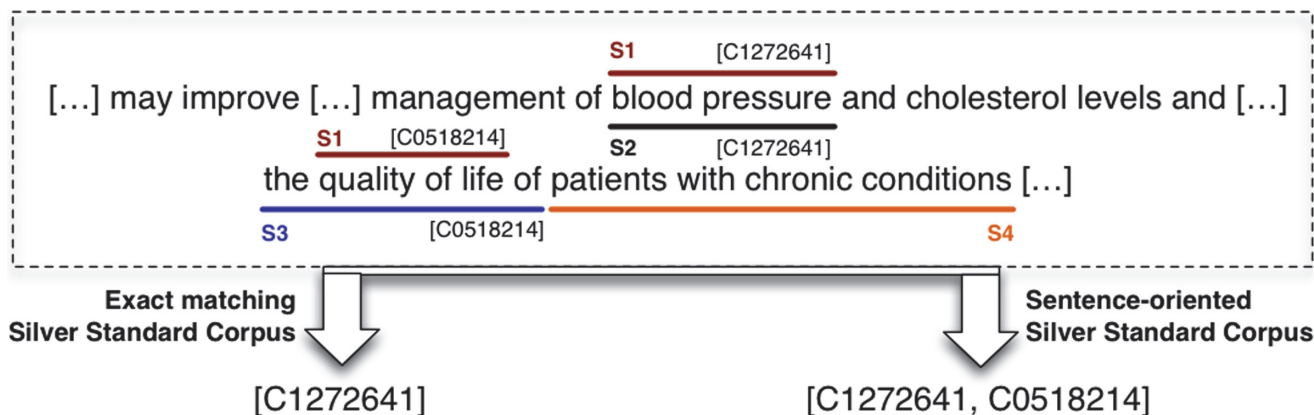 S1 [C1272641]
[…] may improve […] management of blood pressure and cholesterol levels and […]
S1 [C0518214]
S2 [C1272641]
the quality of life of patients with chronic conditions […]
S3 [C0518214]
S4
Exact matching
Silver Standard Corpus
Sentence-oriented
Silver Standard Corpus
[C1272641]
[C1272641, C0518214]